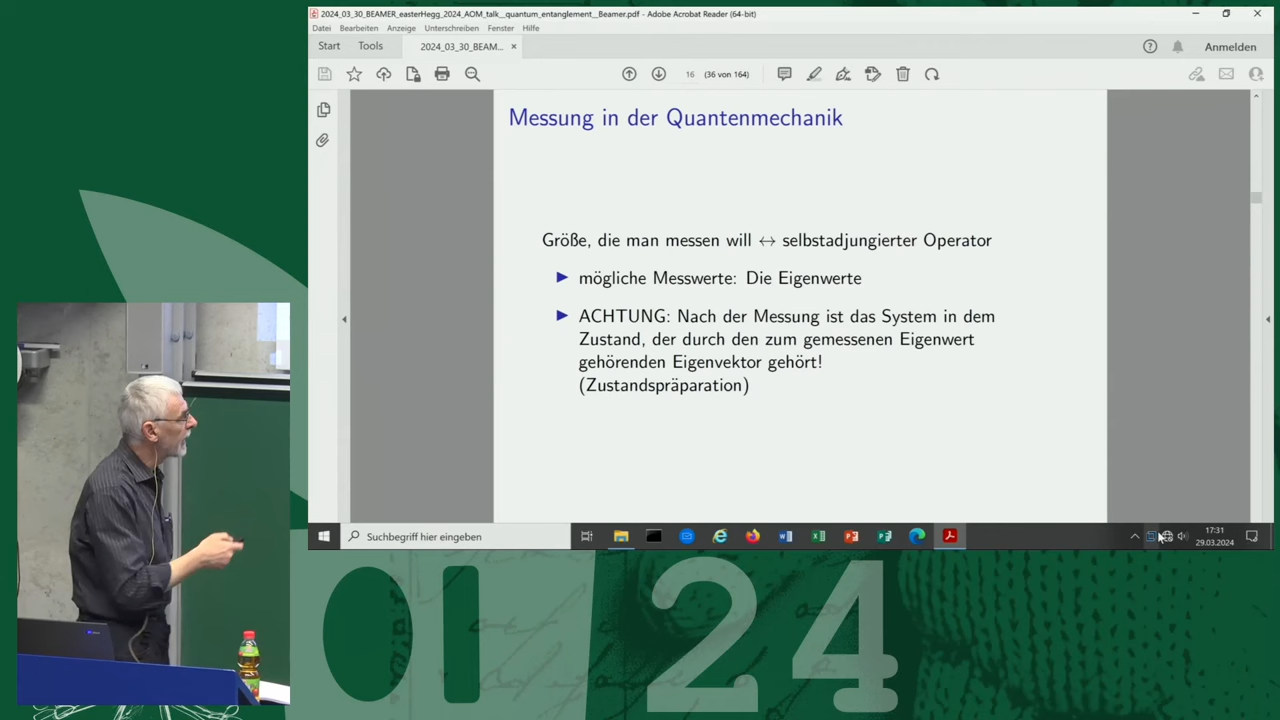 2024_03_30_BEAMER_easterHegg_2024_AOM_talk__quantum_entanglement__Beamer.pdf - Adobe Acrobat Reader (64-bit)
Datei Bearbeiten Anzeige Unterschreiben Fenster Hilfe
Start Tools 2024_03_30_BEAM... × Anmelden
16 (36 von 164)
Messung in der Quantenmechanik
Größe, die man messen will ↔ selbstadjungierter Operator
▶ mögliche Messwerte: Die Eigenwerte
▶ ACHTUNG: Nach der Messung ist das System in dem
Zustand, der durch den zum gemessenen Eigenwert
gehörenden Eigenvektor gehört!
(Zustandspräparation)
Suchbegriff hier eingeben
17:31
29.03.2024
24